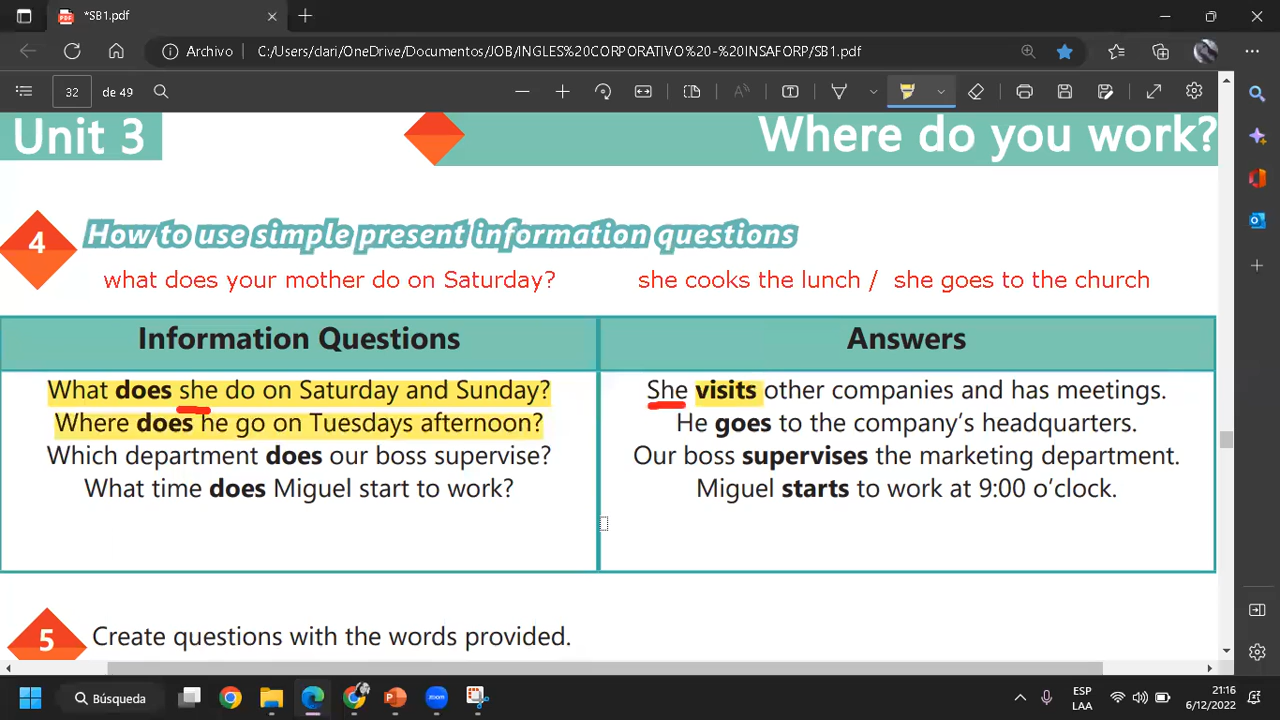 *SB1.pdf
Archivo C:/Users/clari/OneDrive/Documentos/JOB/INGLES%20CORPORATIVO%20-%20INSAFORP/SB1.pdf
32 de 49
Unit 3 Where do you work?
4 How to use simple present information questions
what does your mother do on Saturday? she cooks the lunch / she goes to the church
Information Questions Answers
What does she do on Saturday and Sunday? She visits other companies and has meetings.
Where does he go on Tuesdays afternoon? He goes to the company’s headquarters.
Which department does our boss supervise? Our boss supervises the marketing department.
What time does Miguel start to work? Miguel starts to work at 9:00 o’clock.
5 Create questions with the words provided.
Búsqueda
zoom
ESP
LAA
21:16
6/12/2022